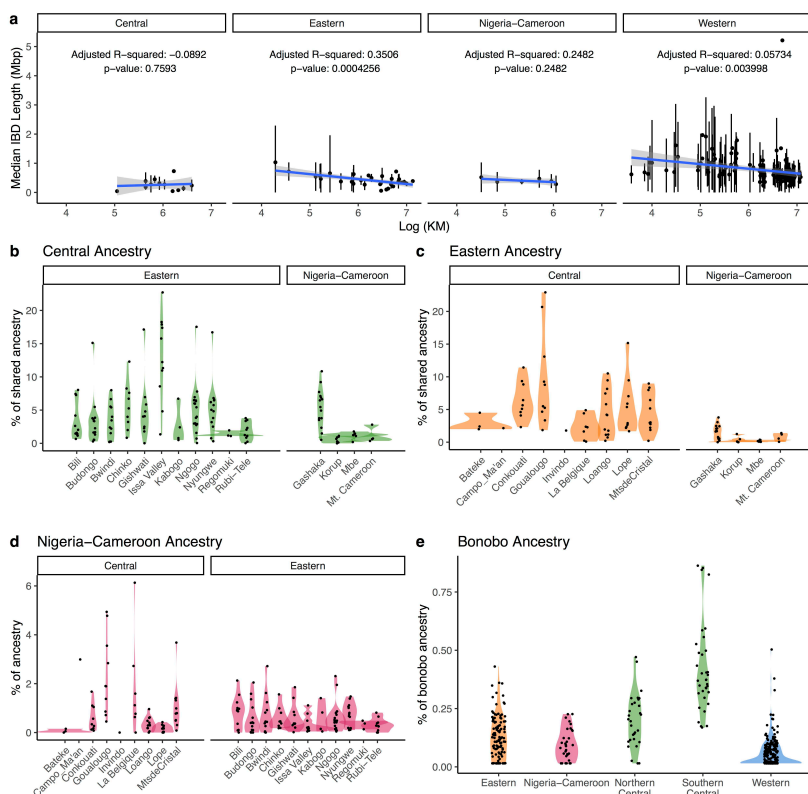 a
Central
Eastern
Nigeria−Cameroon
Western
Adjusted R−squared: −0.0892
p−value: 0.7593
Adjusted R−squared: 0.3506
p−value: 0.0004256
Adjusted R−squared: 0.2482
p−value: 0.2482
Adjusted R−squared: 0.05734
p−value: 0.003998
Median IBD Length (Mbp)
5
4
3
2
1
0
4 5 6 7
4 5 6 7
4 5 6 7
4 5 6 7
Log (KM)
b Central Ancestry
Eastern
Nigeria−Cameroon
% of shared ancestry
20
15
10
5
0
Bili
Budongo
Bwindi
Chinko
Gishwati
Issa Valley
Kabogo
Ngogo
Nyungwe
Regomuki
Rubi−Tele
Gashaka
Korup
Mbe
Mt. Cameroon
c Eastern Ancestry
Central
Nigeria−Cameroon
% of shared ancestry
20
15
10
5
0
Bateke
Campo_Ma'an
Conkouati
Goualougo
Invindo
La Belgique
Loango
Lope
MtsdeCristal
Gashaka
Korup
Mbe
Mt. Cameroon
d Nigeria−Cameroon Ancestry
Central
Eastern
% of ancestry
6
4
2
0
Bateke
Campo_Ma'an
Conkouati
Goualougo
Invindo
La Belgique
Loango
Lope
MtsdeCristal
Bili
Budongo
Bwindi
Chinko
Gishwati
Issa Valley
Kabogo
Ngogo
Nyungwe
Regomuki
Rubi−Tele
e Bonobo Ancestry
% of bonobo ancestry
0.75
0.50
0.25
0.00
Eastern
Nigeria−Cameroon
Northern
Central
Southern
Central
Western